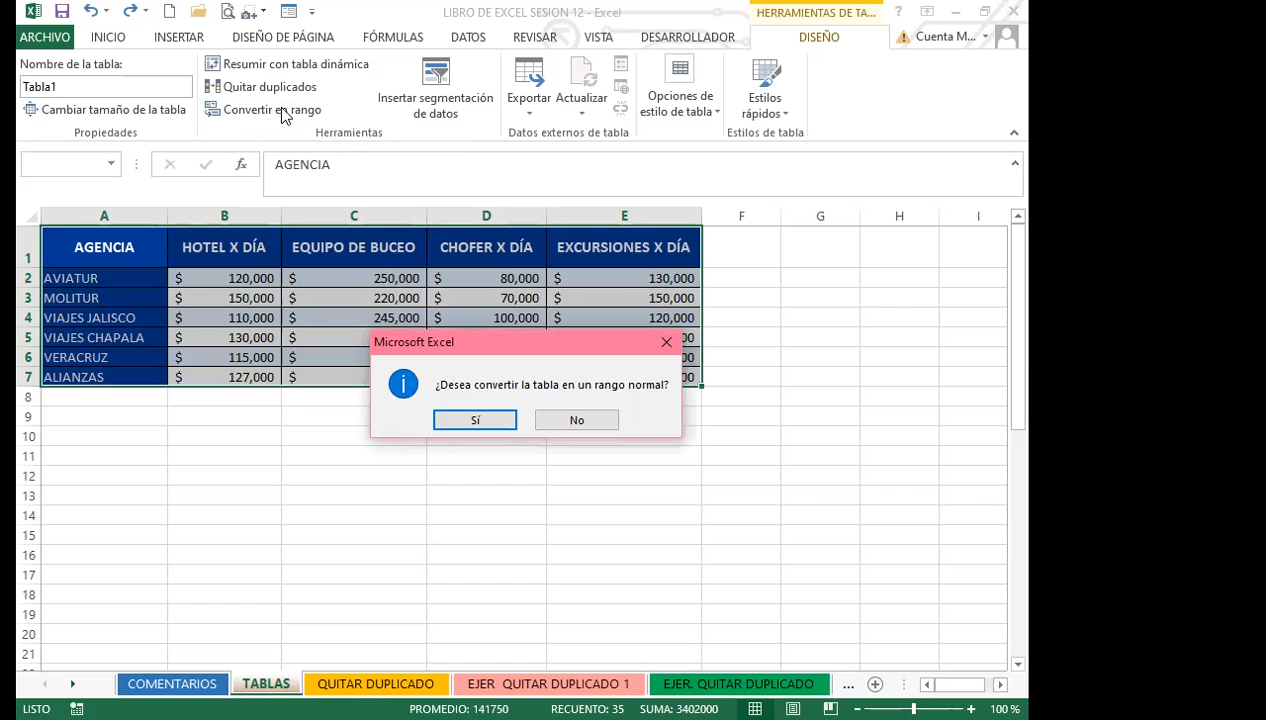 LIBRO DE EXCEL SESION 12 - Excel
HERRAMIENTAS DE TA...
?
ARCHIVO INICIO INSERTAR DISEÑO DE PÁGINA FÓRMULAS DATOS REVISAR VISTA DESARROLLADOR DISEÑO Cuenta M...
Nombre de la tabla:
Tabla1
Cambiar tamaño de la tabla
Propiedades
Resumir con tabla dinámica
Quitar duplicados
Convertir en rango
Herramientas
Insertar segmentación
de datos
Exportar
Actualizar
Datos externos de tabla
Opciones de
estilo de tabla
Estilos
rápidos
Estilos de tabla
fx AGENCIA
A B C D E F G H I
1 AGENCIA HOTEL X DÍA EQUIPO DE BUCEO CHOFER X DÍA EXCURSIONES X DÍA
2 AVIATUR $ 120,000 $ 250,000 $ 80,000 $ 130,000
3 MOLITUR $ 150,000 $ 220,000 $ 70,000 $ 150,000
4 VIAJES JALISCO $ 110,000 $ 245,000 $ 100,000 $ 120,000
5 VIAJES CHAPALA $ 130,000 $ 00
6 VERACRUZ $ 115,000 $ 00
7 ALIANZAS $ 127,000 $ 00
8
9
10
11
12
13
14
15
16
17
18
19
20
21
Microsoft Excel
¿Desea convertir la tabla en un rango normal?
Sí No
COMENTARIOS TABLAS QUITAR DUPLICADO EJER QUITAR DUPLICADO 1 EJER. QUITAR DUPLICADO ...
LISTO PROMEDIO: 141750 RECUENTO: 35 SUMA: 3402000 100 %